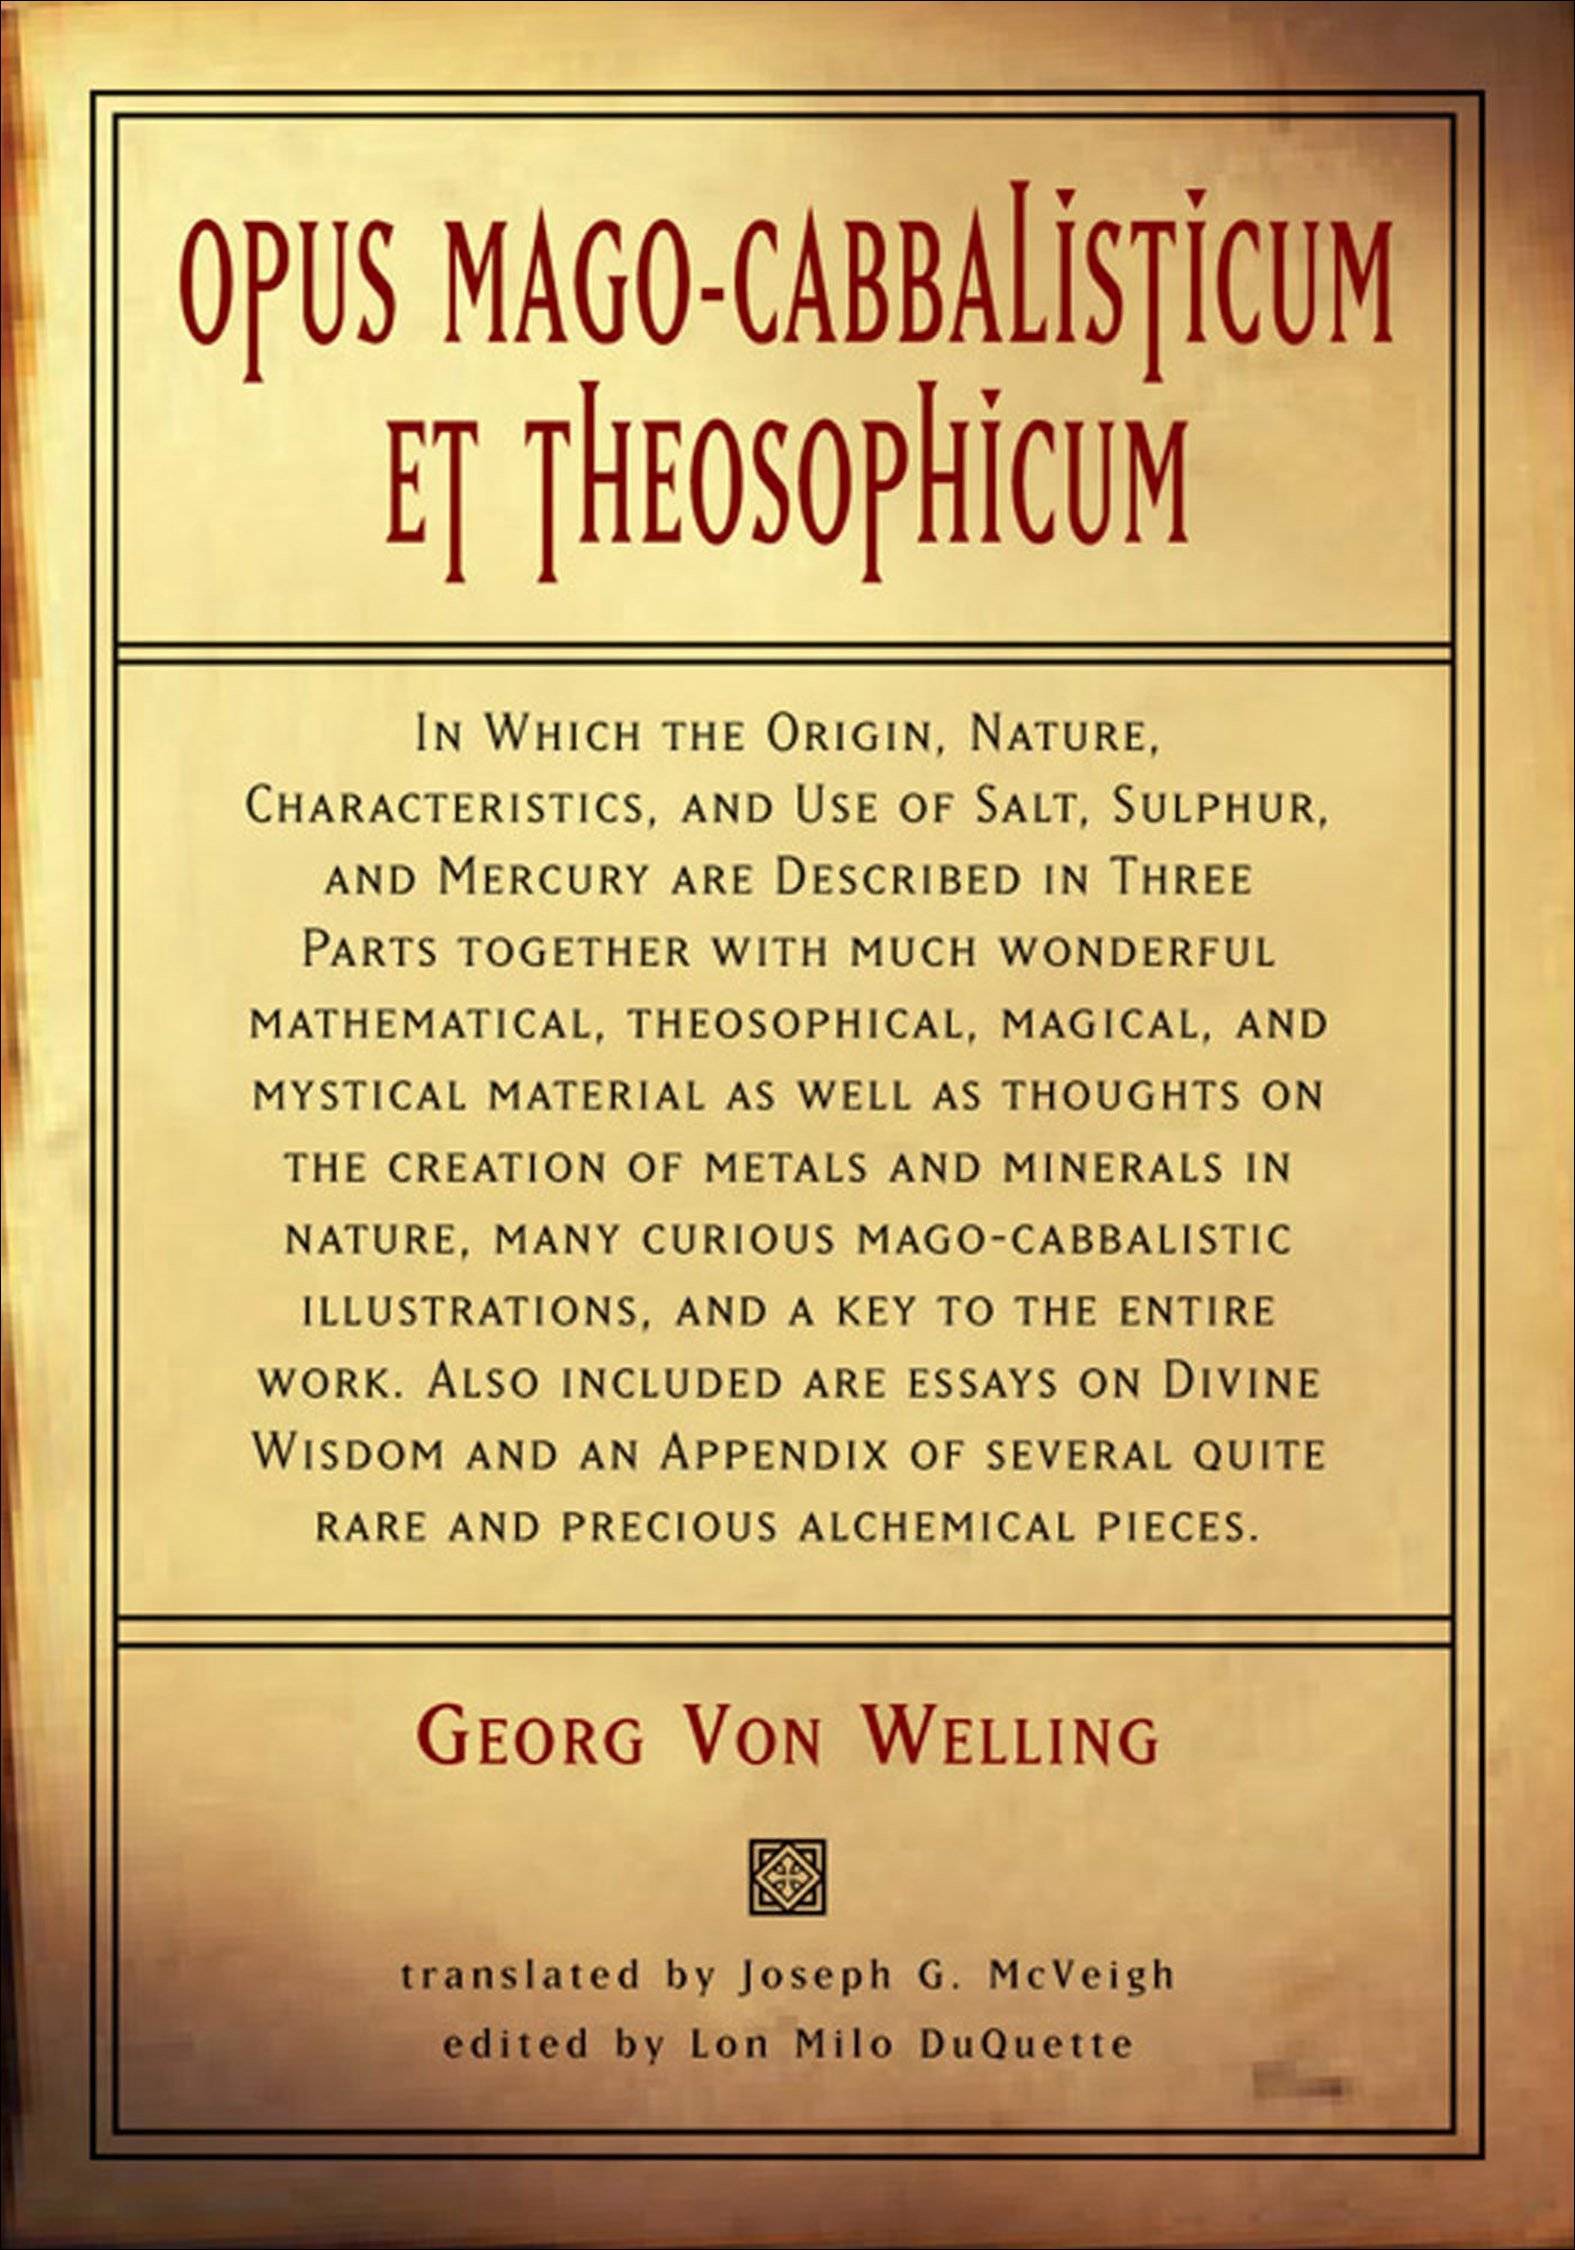 OPUS MAGO-CABBALISTICUM
ET THEOSOPHICUM
In Which the Origin, Nature,
Characteristics, and Use of Salt, Sulphur,
and Mercury are Described in Three
Parts together with much wonderful
mathematical, theosophical, magical, and
mystical material as well as thoughts on
the creation of metals and minerals in
nature, many curious mago-cabbalistic
illustrations, and a key to the entire
work. Also included are essays on Divine
Wisdom and an Appendix of several quite
rare and precious alchemical pieces.
Georg Von Welling
translated by Joseph G. McVeigh
edited by Lon Milo DuQuette